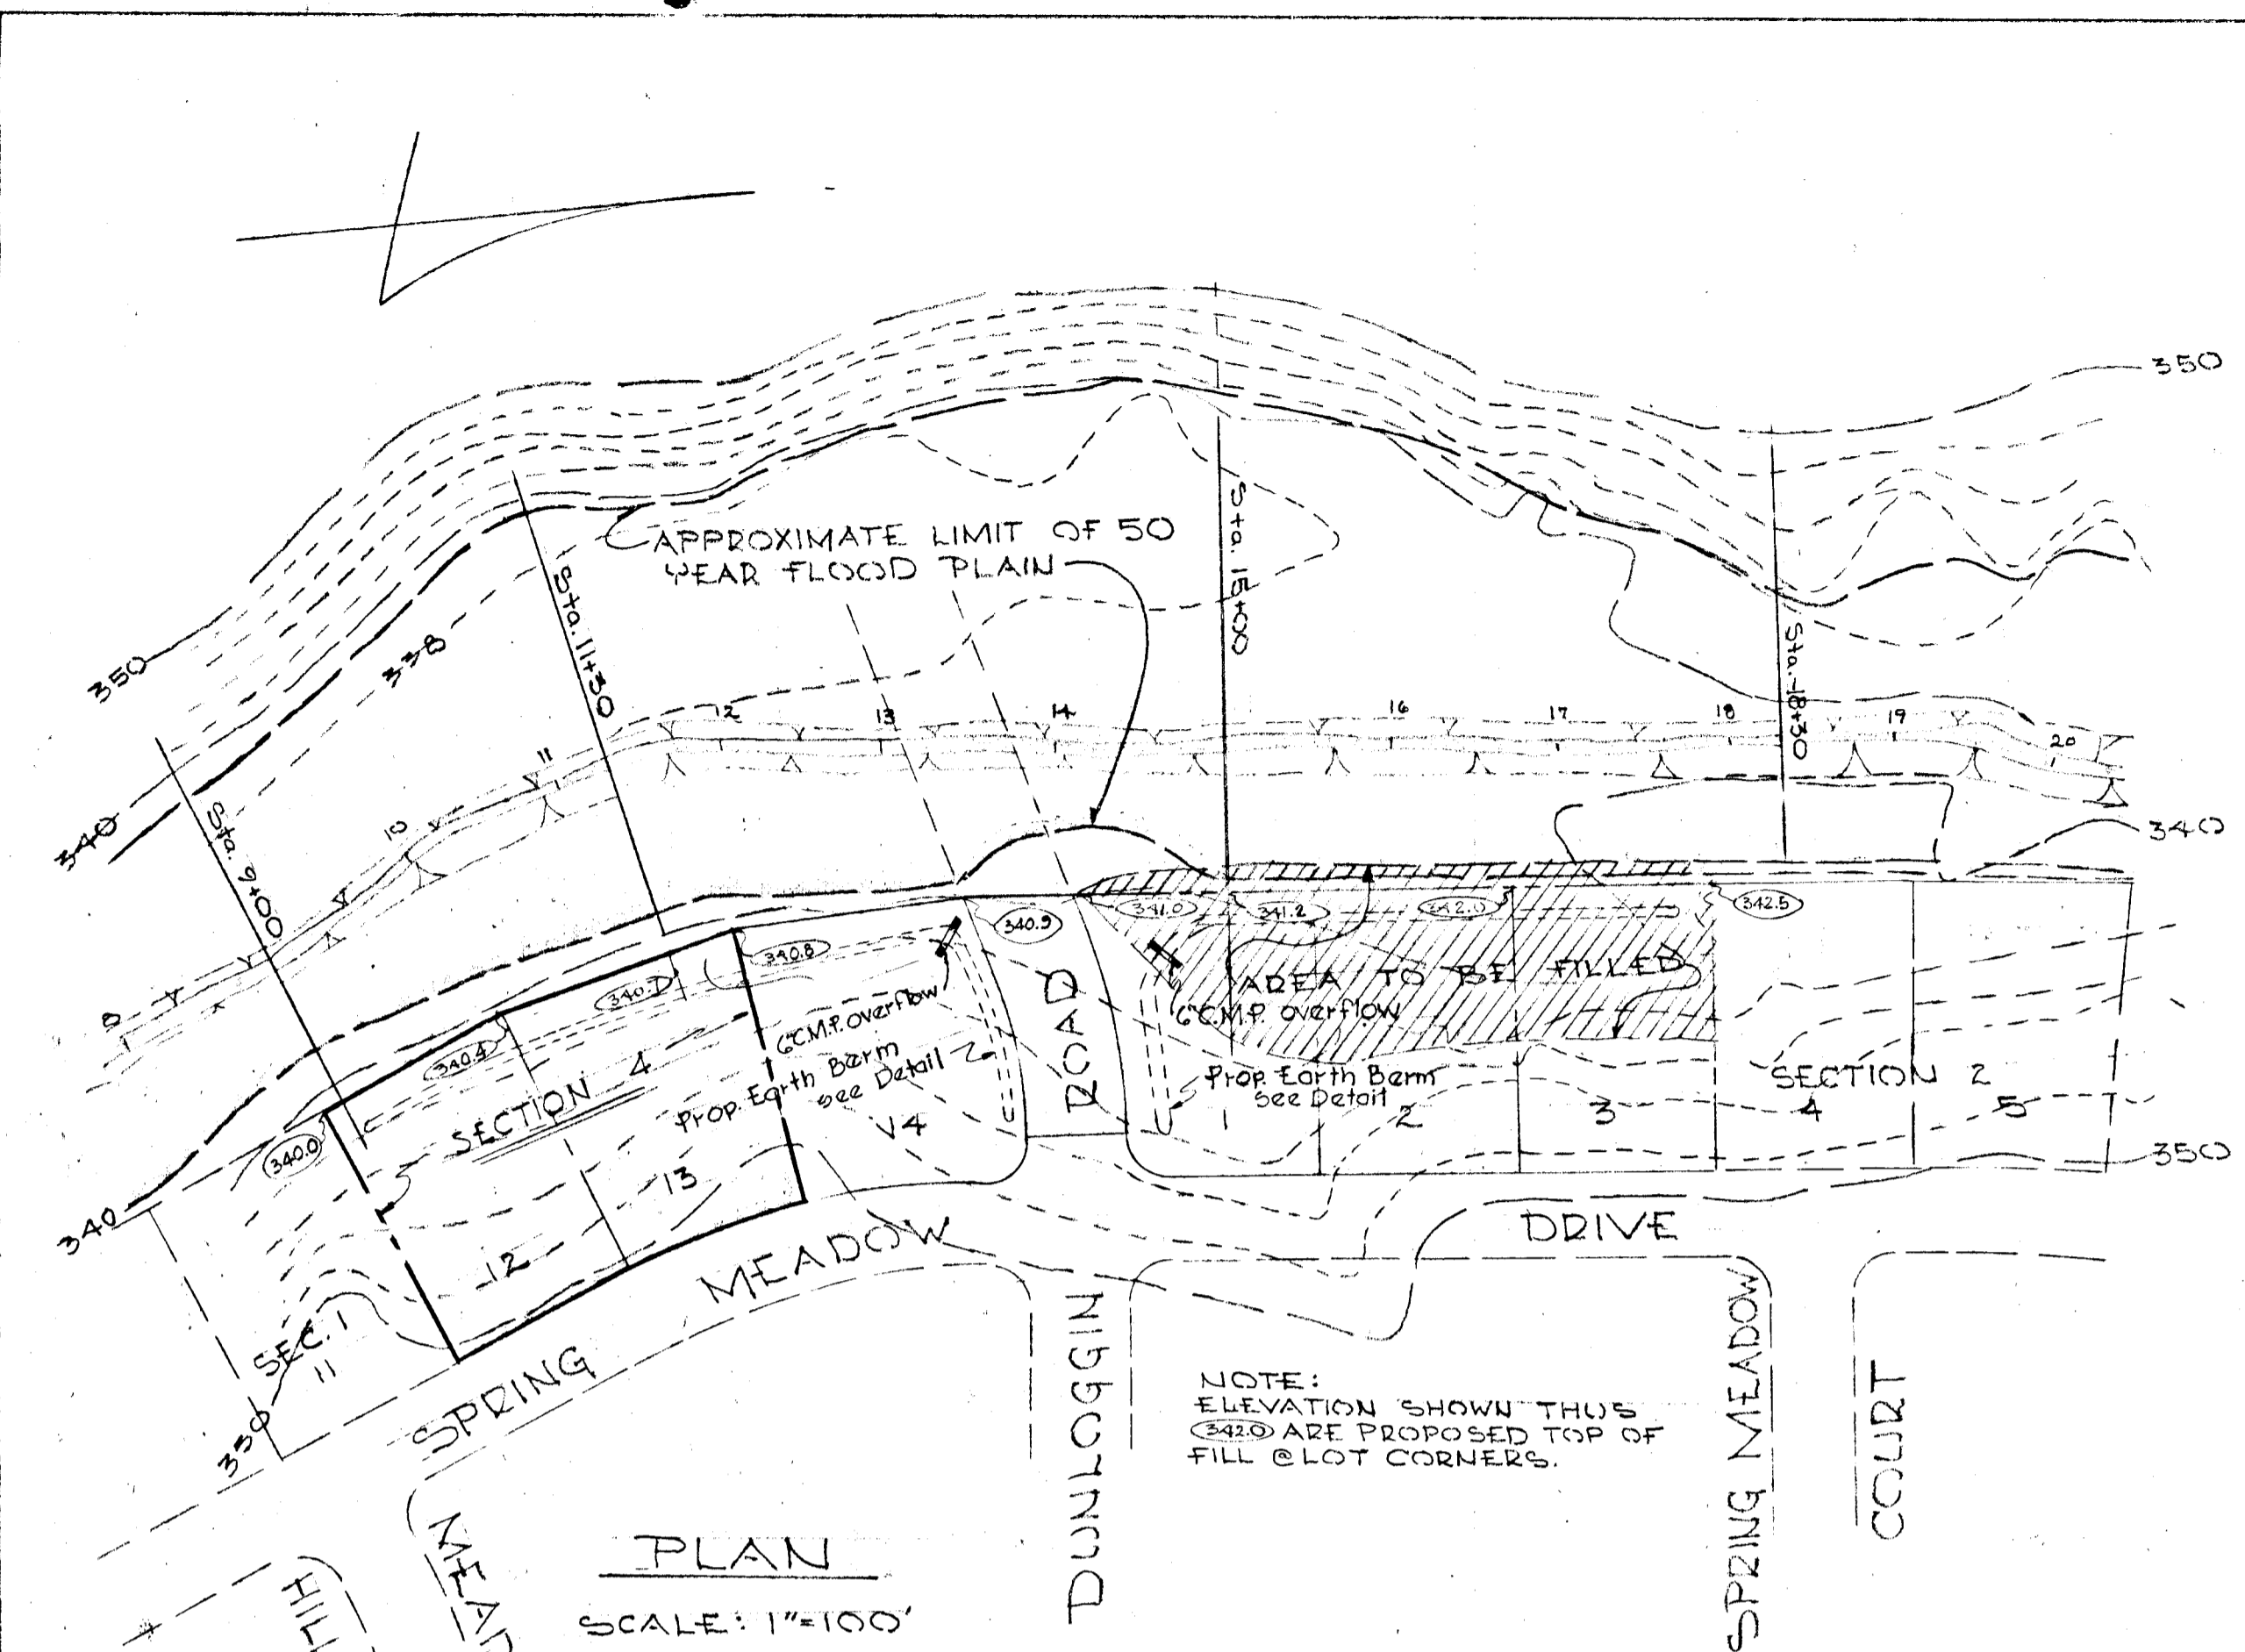 350
APPROXIMATE LIMIT OF 50
YEAR FLOOD PLAIN
Sta. 15+00
Sta. 11+30
Sta. 18+30
Sta. 9+00
350
338
340
9
10
11
12
13
14
16
17
18
19
20
340
340.9
341.0
341.2
342.0
342.5
340.8
340.4
340.0
AREA TO BE FILLED
6"C.M.P. overflow
6"C.M.P. overflow
Prop. Earth Berm
see Detail
Prop. Earth Berm
see Detail
ROAD
SECTION 4
SECTION 2
1
2
3
4
5
12
13
350
340
SEC. 1
11
350
SPRING
MEADOW
DRIVE
DUNLOGGIN
SPRING MEADOW
COURT
NOTE:
ELEVATION SHOWN THUS
342.0 ARE PROPOSED TOP OF
FILL @ LOT CORNERS.
PLAN
SCALE: 1"=100'
MEAD
HILL